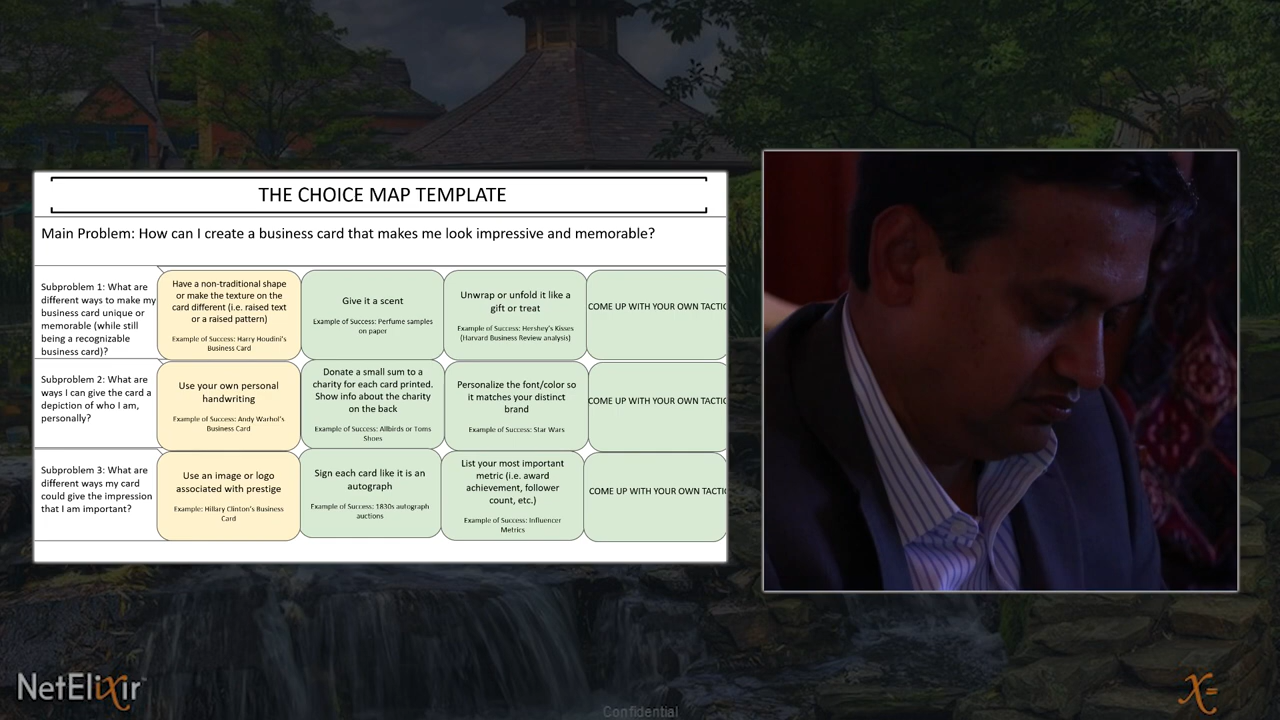 THE CHOICE MAP TEMPLATE
Main Problem: How can I create a business card that makes me look impressive and memorable?
Subproblem 1: What are
different ways to make my
business card unique or
memorable (while still
being a recognizable
business card)?
Have a non-traditional shape
or make the texture on the
card different (i.e. raised text
or a raised pattern)
Example of Success: Harry Houdini's
Business Card
Give it a scent
Example of Success: Perfume samples
on paper
Unwrap or unfold it like a
gift or treat
Example of Success: Hershey's Kisses
(Harvard Business Review analysis)
COME UP WITH YOUR OWN TACTIC
Subproblem 2: What are
ways I can give the card a
depiction of who I am,
personally?
Use your own personal
handwriting
Example of Success: Andy Warhol's
Business Card
Donate a small sum to a
charity for each card printed.
Show info about the charity
on the back
Example of Success: Allbirds or Toms
Shoes
Personalize the font/color so
it matches your distinct
brand
Example of Success: Star Wars
COME UP WITH YOUR OWN TACTIC
Subproblem 3: What are
different ways my card
could give the impression
that I am important?
Use an image or logo
associated with prestige
Example: Hillary Clinton's Business
Card
Sign each card like it is an
autograph
Example of Success: 1830s autograph
auctions
List your most important
metric (i.e. award
achievement, follower
count, etc.)
Example of Success: Influencer
Metrics
COME UP WITH YOUR OWN TACTIC
NetElixir
Confidential
X=